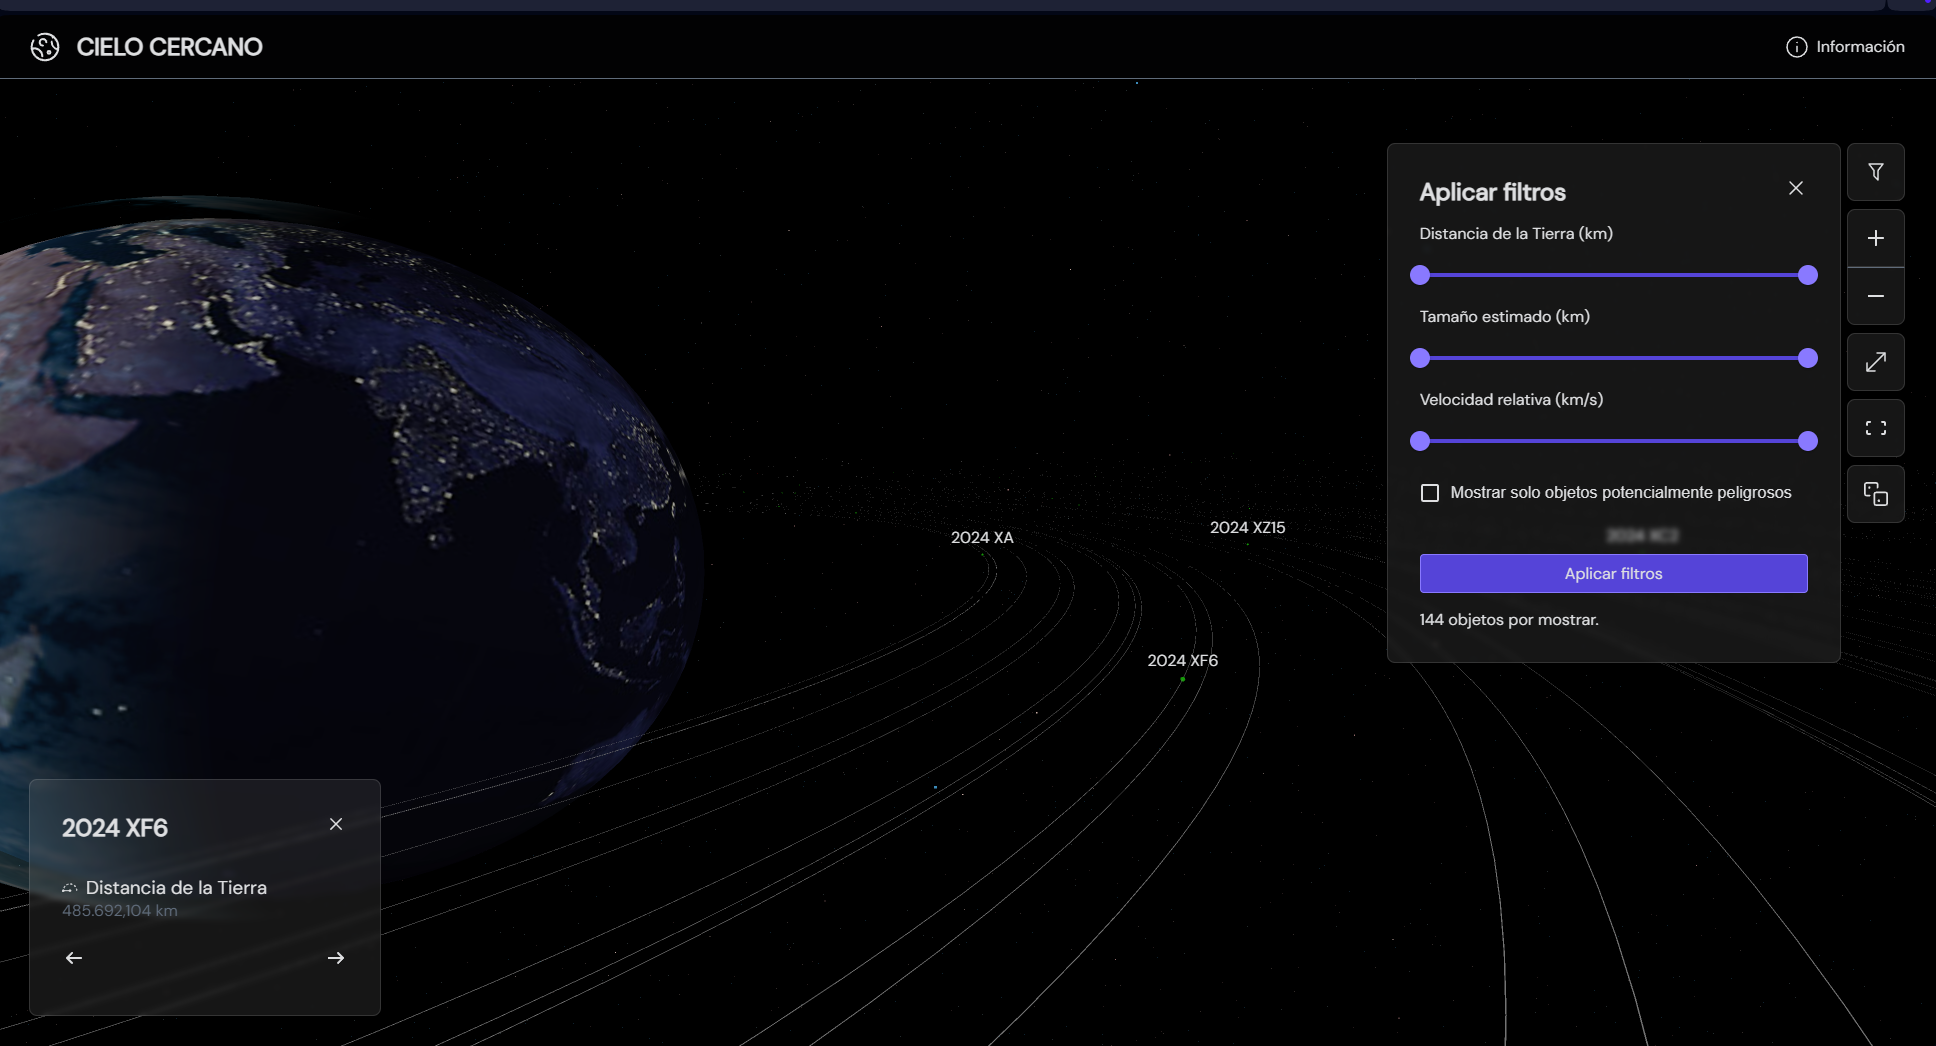 CIELO CERCANO
Información
Aplicar filtros
Distancia de la Tierra (km)
Tamaño estimado (km)
Velocidad relativa (km/s)
Mostrar solo objetos potencialmente peligrosos
2024 XC2
Aplicar filtros
144 objetos por mostrar.
2024 XA
2024 XZ15
2024 XF6
2024 XF6
Distancia de la Tierra
485.692,104 km